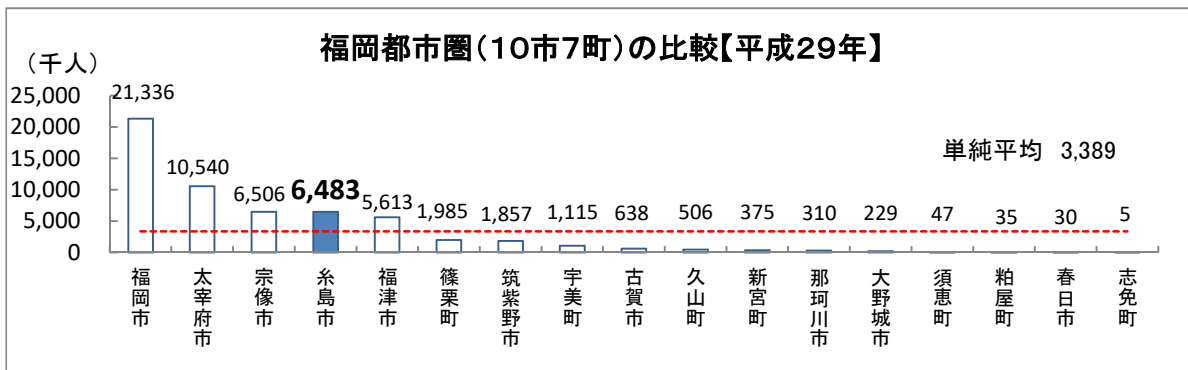 福岡都市圏(10市7町)の比較【平成29年】
(千人)
25,000
20,000
15,000
10,000
5,000
0
21,336
10,540
6,506
6,483
5,613
1,985
1,857
1,115
638
506
375
310
229
47
35
30
5
単純平均 3,389
福岡市
太宰府市
宗像市
糸島市
福津市
篠栗町
筑紫野市
宇美町
古賀市
久山町
新宮町
那珂川市
大野城市
須恵町
粕屋町
春日市
志免町